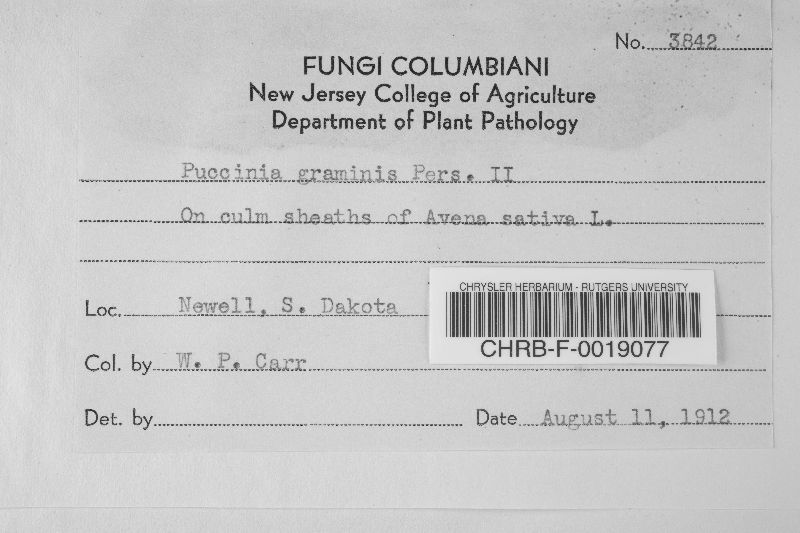 No. 3842
FUNGI COLUMBIANI
New Jersey College of Agriculture
Department of Plant Pathology
Puccinia graminis Pers. II
On culm sheaths of Avena sativa L.
Loc. Newell, S. Dakota
CHRYSLER HERBARIUM - RUTGERS UNIVERSITY
CHRB-F-0019077
Col. by W. P. Carr
Det. by
Date August 11, 1912